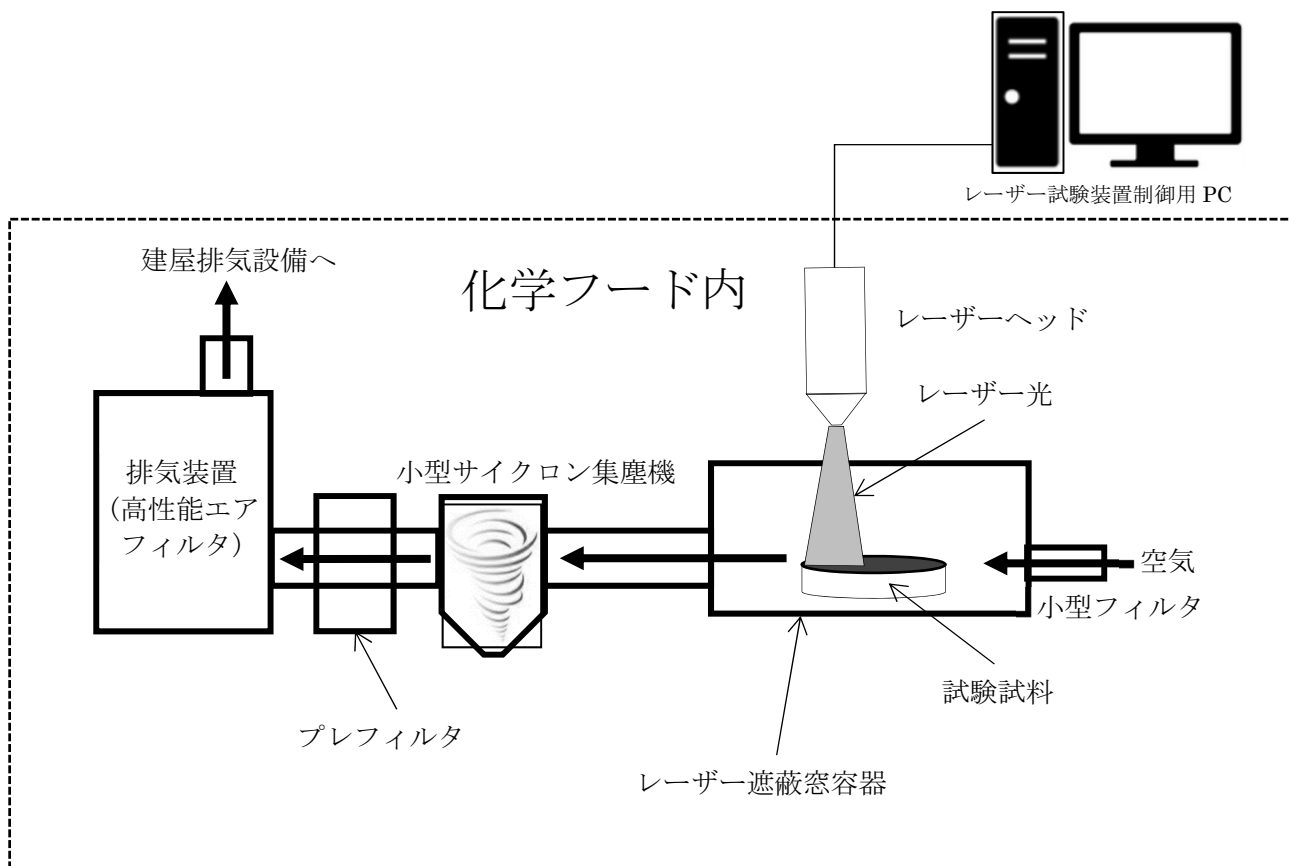 レーザー試験装置制御用 PC
建屋排気設備へ
化学フード内
レーザーヘッド
レーザー光
排気装置
（高性能エア
フィルタ）
小型サイクロン集塵機
空気
小型フィルタ
試験試料
プレフィルタ
レーザー遮蔽窓容器